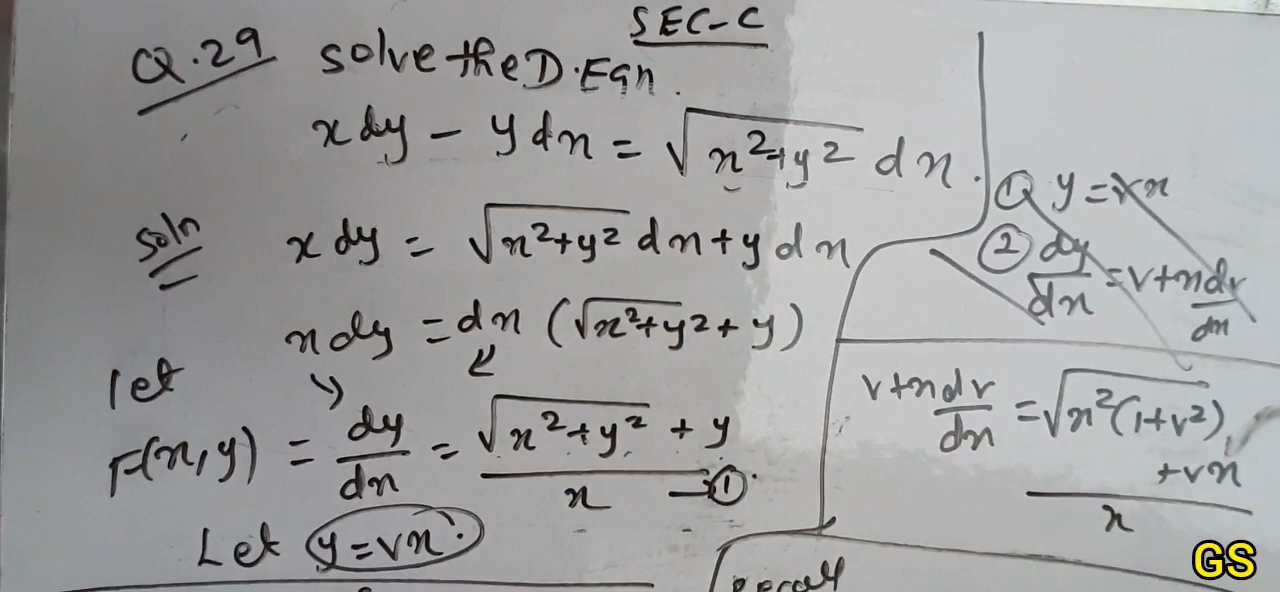 SEC-C
Q.29 solve the D.Eqn.
x dy - y dx = √x²+y² dx.
Soln x dy = √x²+y² dx + y dx
x dy = dx (√x²+y² + y)
let
F(x,y) = dy/dx = √x²+y² + y / x —①.
Let y=vx.
① y=vx
② dy/dx = v+x dv/dx
v+x dv/dx = √x²(1+v²) + vx / x
Recall
GS